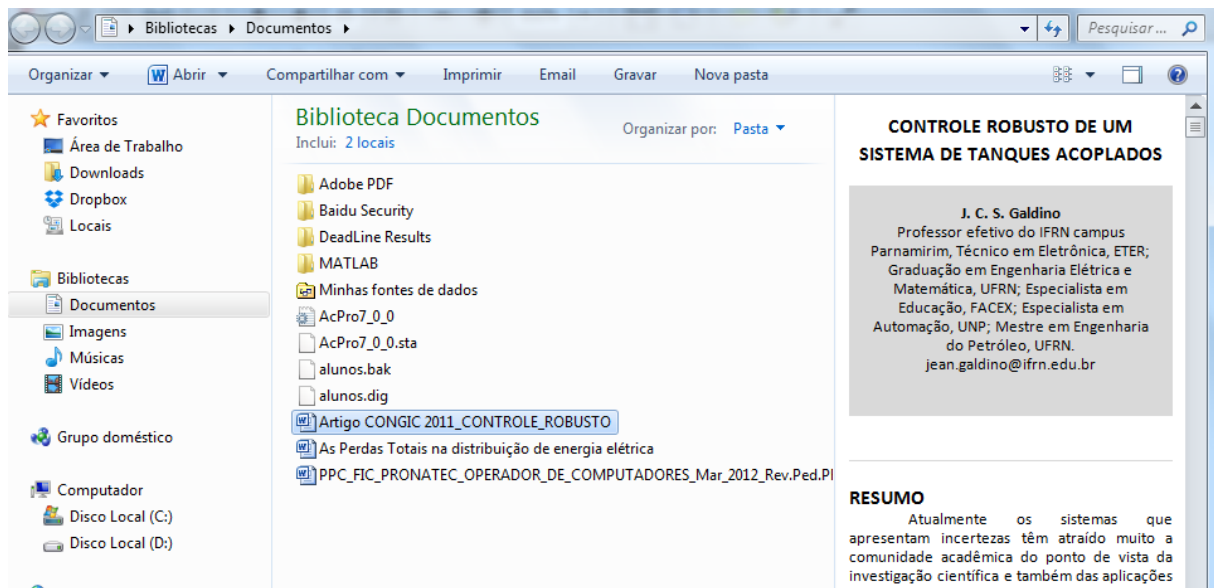 Bibliotecas Documentos
Pesquisar ...
Organizar Abrir Compartilhar com Imprimir Email Gravar Nova pasta
Favoritos
Área de Trabalho
Downloads
Dropbox
Locais
Bibliotecas
Documentos
Imagens
Músicas
Vídeos
Grupo doméstico
Computador
Disco Local (C:)
Disco Local (D:)
Biblioteca Documentos
Inclui: 2 locais
Organizar por: Pasta
Adobe PDF
Baidu Security
DeadLine Results
MATLAB
Minhas fontes de dados
AcPro7_0_0
AcPro7_0_0.sta
alunos.bak
alunos.dig
Artigo CONGIC 2011_CONTROLE_ROBUSTO
As Perdas Totais na distribuição de energia elétrica
PPC_FIC_PRONATEC_OPERADOR_DE_COMPUTADORES_Mar_2012_Rev.Ped.Pl
CONTROLE ROBUSTO DE UM
SISTEMA DE TANQUES ACOPLADOS
J. C. S. Galdino
Professor efetivo do IFRN campus
Parnamirim, Técnico em Eletrônica, ETER;
Graduação em Engenharia Elétrica e
Matemática, UFRN; Especialista em
Educação, FACEX; Especialista em
Automação, UNP; Mestre em Engenharia
do Petróleo, UFRN.
jean.galdino@ifrn.edu.br
RESUMO
Atualmente os sistemas que
apresentam incertezas têm atraído muito a
comunidade acadêmica do ponto de vista da
investigação científica e também das aplicações